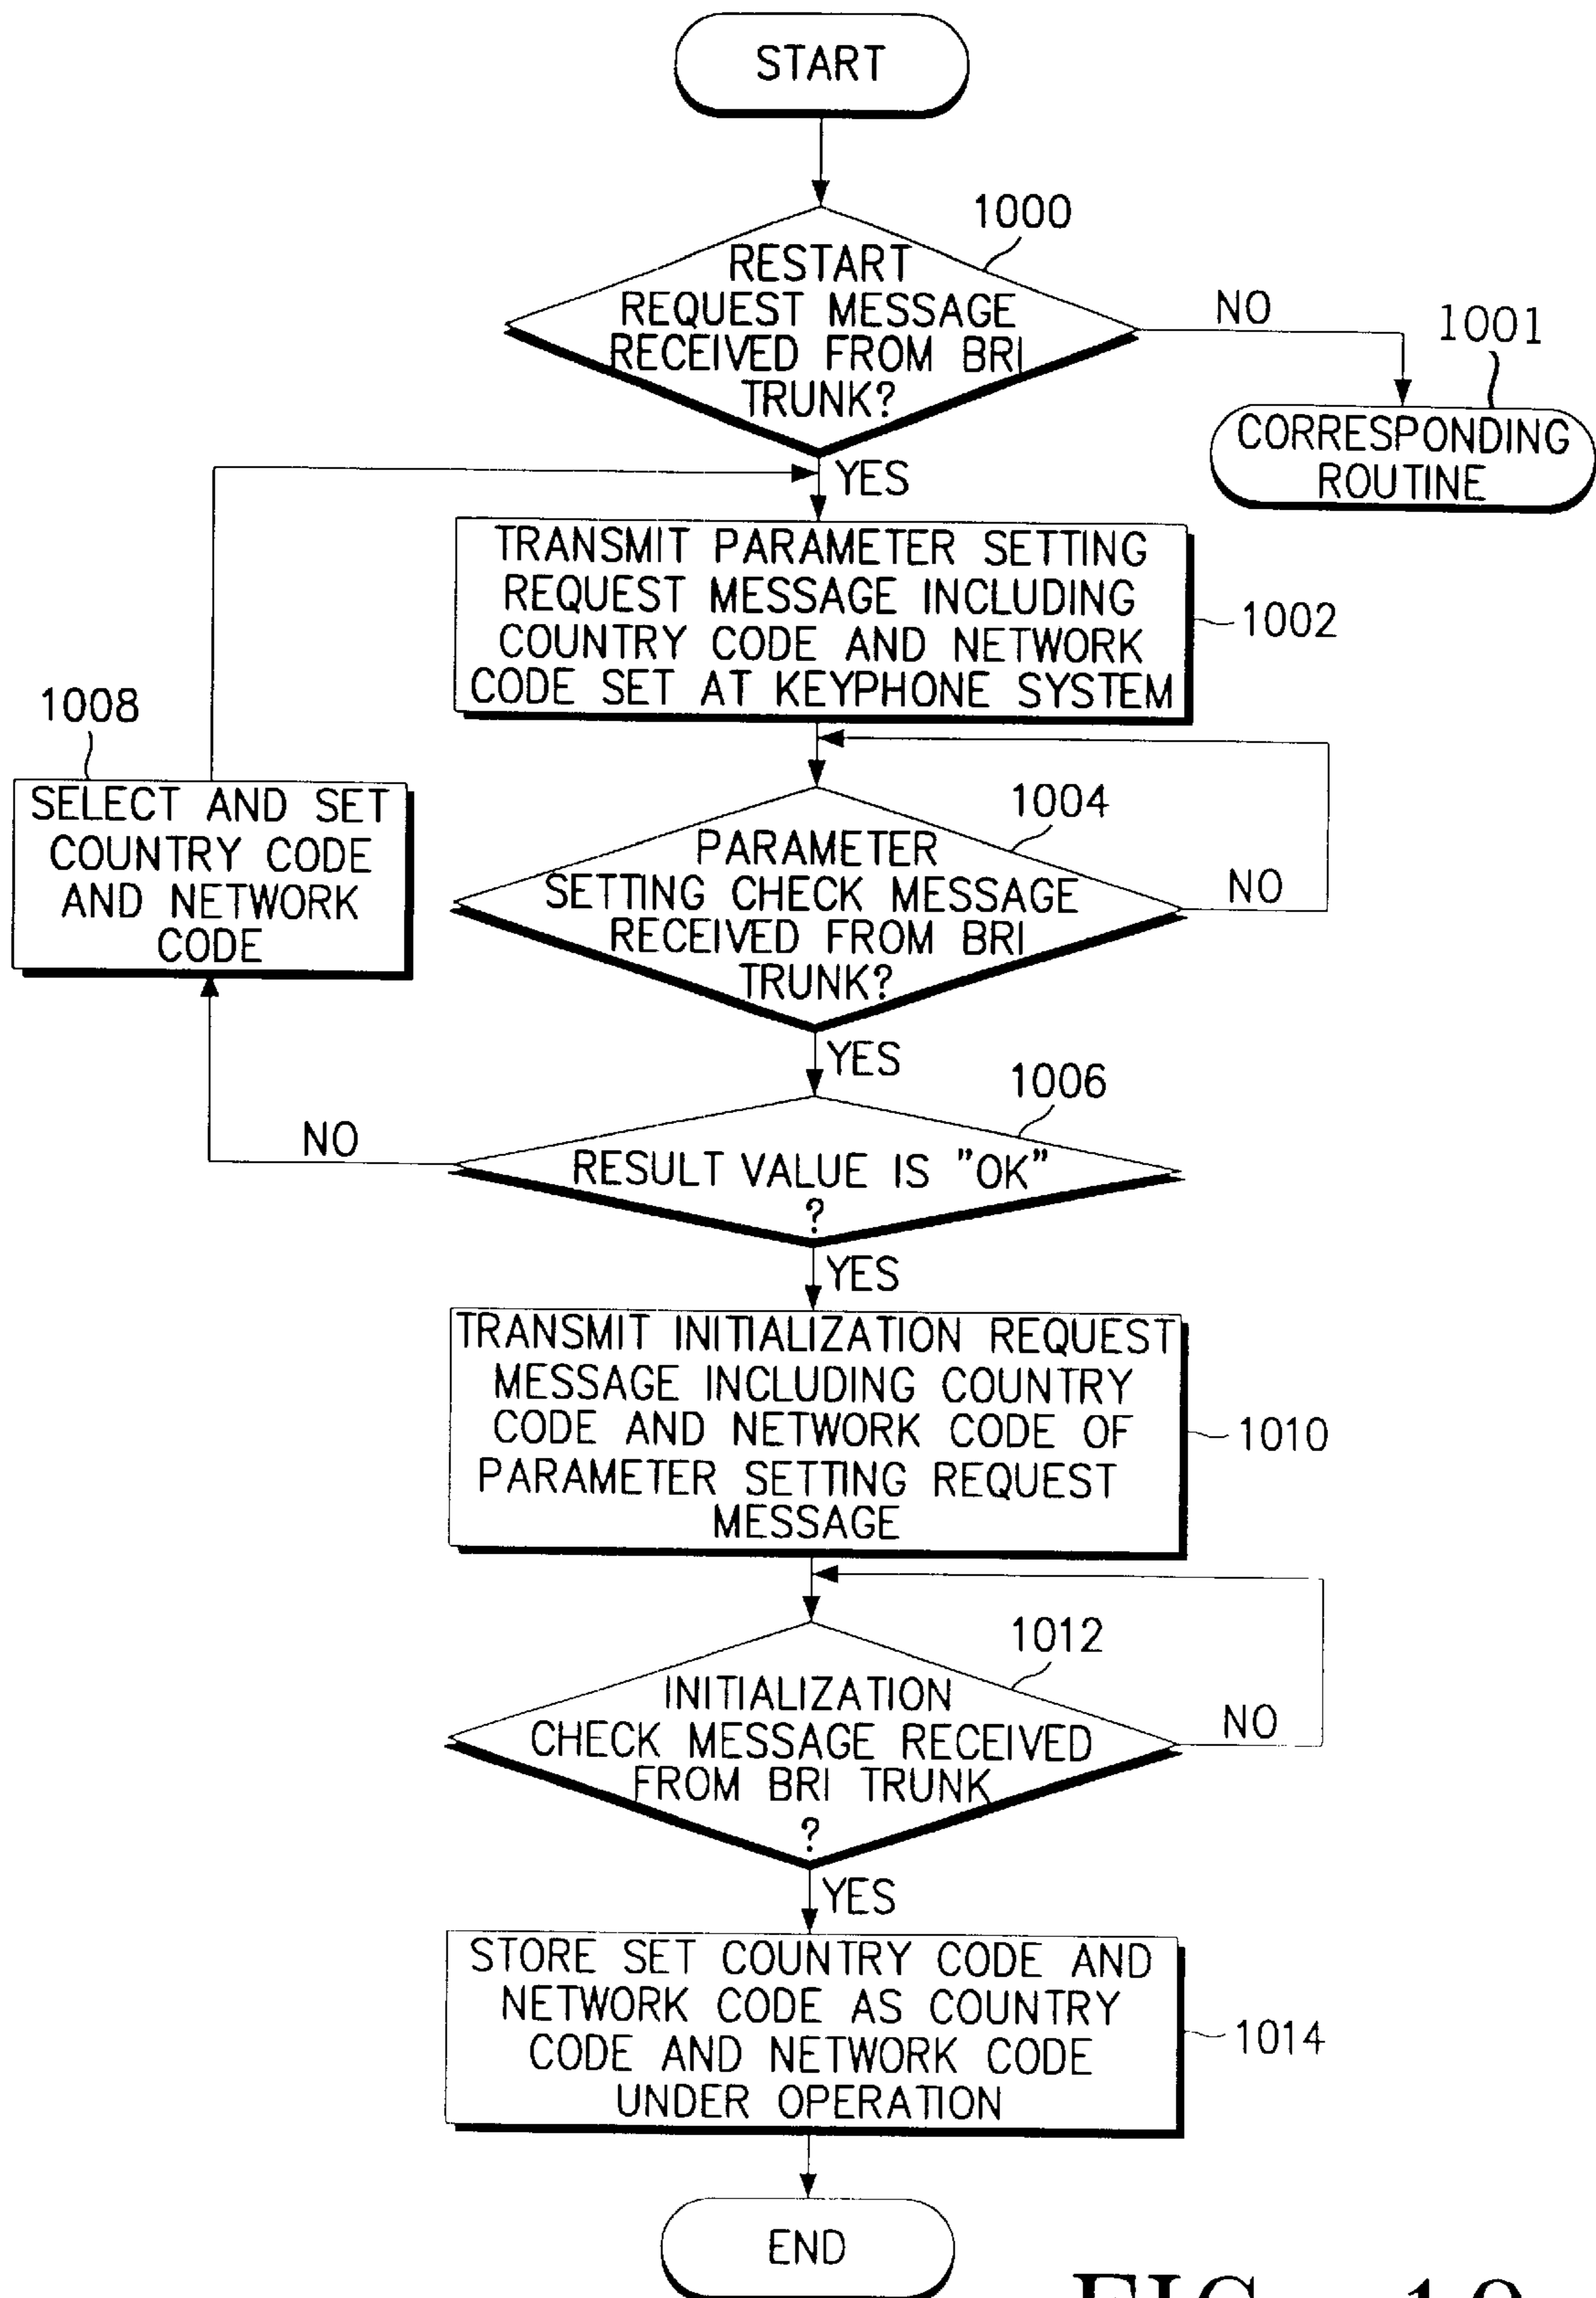 START
1000
RESTART
REQUEST MESSAGE
RECEIVED FROM BRI
TRUNK?
NO
1001
CORRESPONDING
ROUTINE
YES
TRANSMIT PARAMETER SETTING
REQUEST MESSAGE INCLUDING
COUNTRY CODE AND NETWORK
CODE SET AT KEYPHONE SYSTEM
1002
1008
SELECT AND SET
COUNTRY CODE
AND NETWORK
CODE
1004
PARAMETER
SETTING CHECK MESSAGE
RECEIVED FROM BRI
TRUNK?
NO
YES
1006
NO
RESULT VALUE IS "OK"
?
YES
TRANSMIT INITIALIZATION REQUEST
MESSAGE INCLUDING COUNTRY
CODE AND NETWORK CODE OF
PARAMETER SETTING REQUEST
MESSAGE
1010
1012
INITIALIZATION
CHECK MESSAGE RECEIVED
FROM BRI TRUNK
?
NO
YES
STORE SET COUNTRY CODE AND
NETWORK CODE AS COUNTRY
CODE AND NETWORK CODE
UNDER OPERATION
1014
END